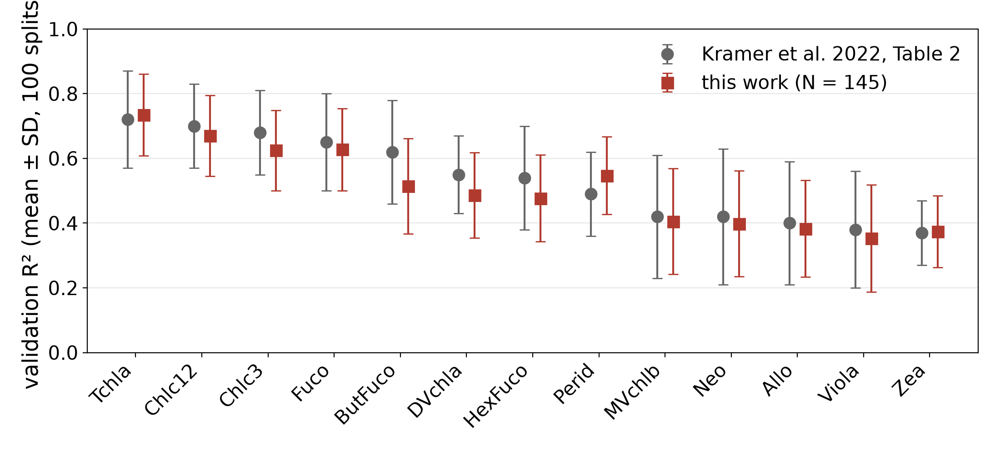 validation R² (mean ± SD, 100 splits
1.0
0.8
0.6
0.4
0.2
0.0
Kramer et al. 2022, Table 2
this work (N = 145)
Tchla
Chlc12
Chlc3
Fuco
ButFuco
DVchla
HexFuco
Perid
MVchlb
Neo
Allo
Viola
Zea